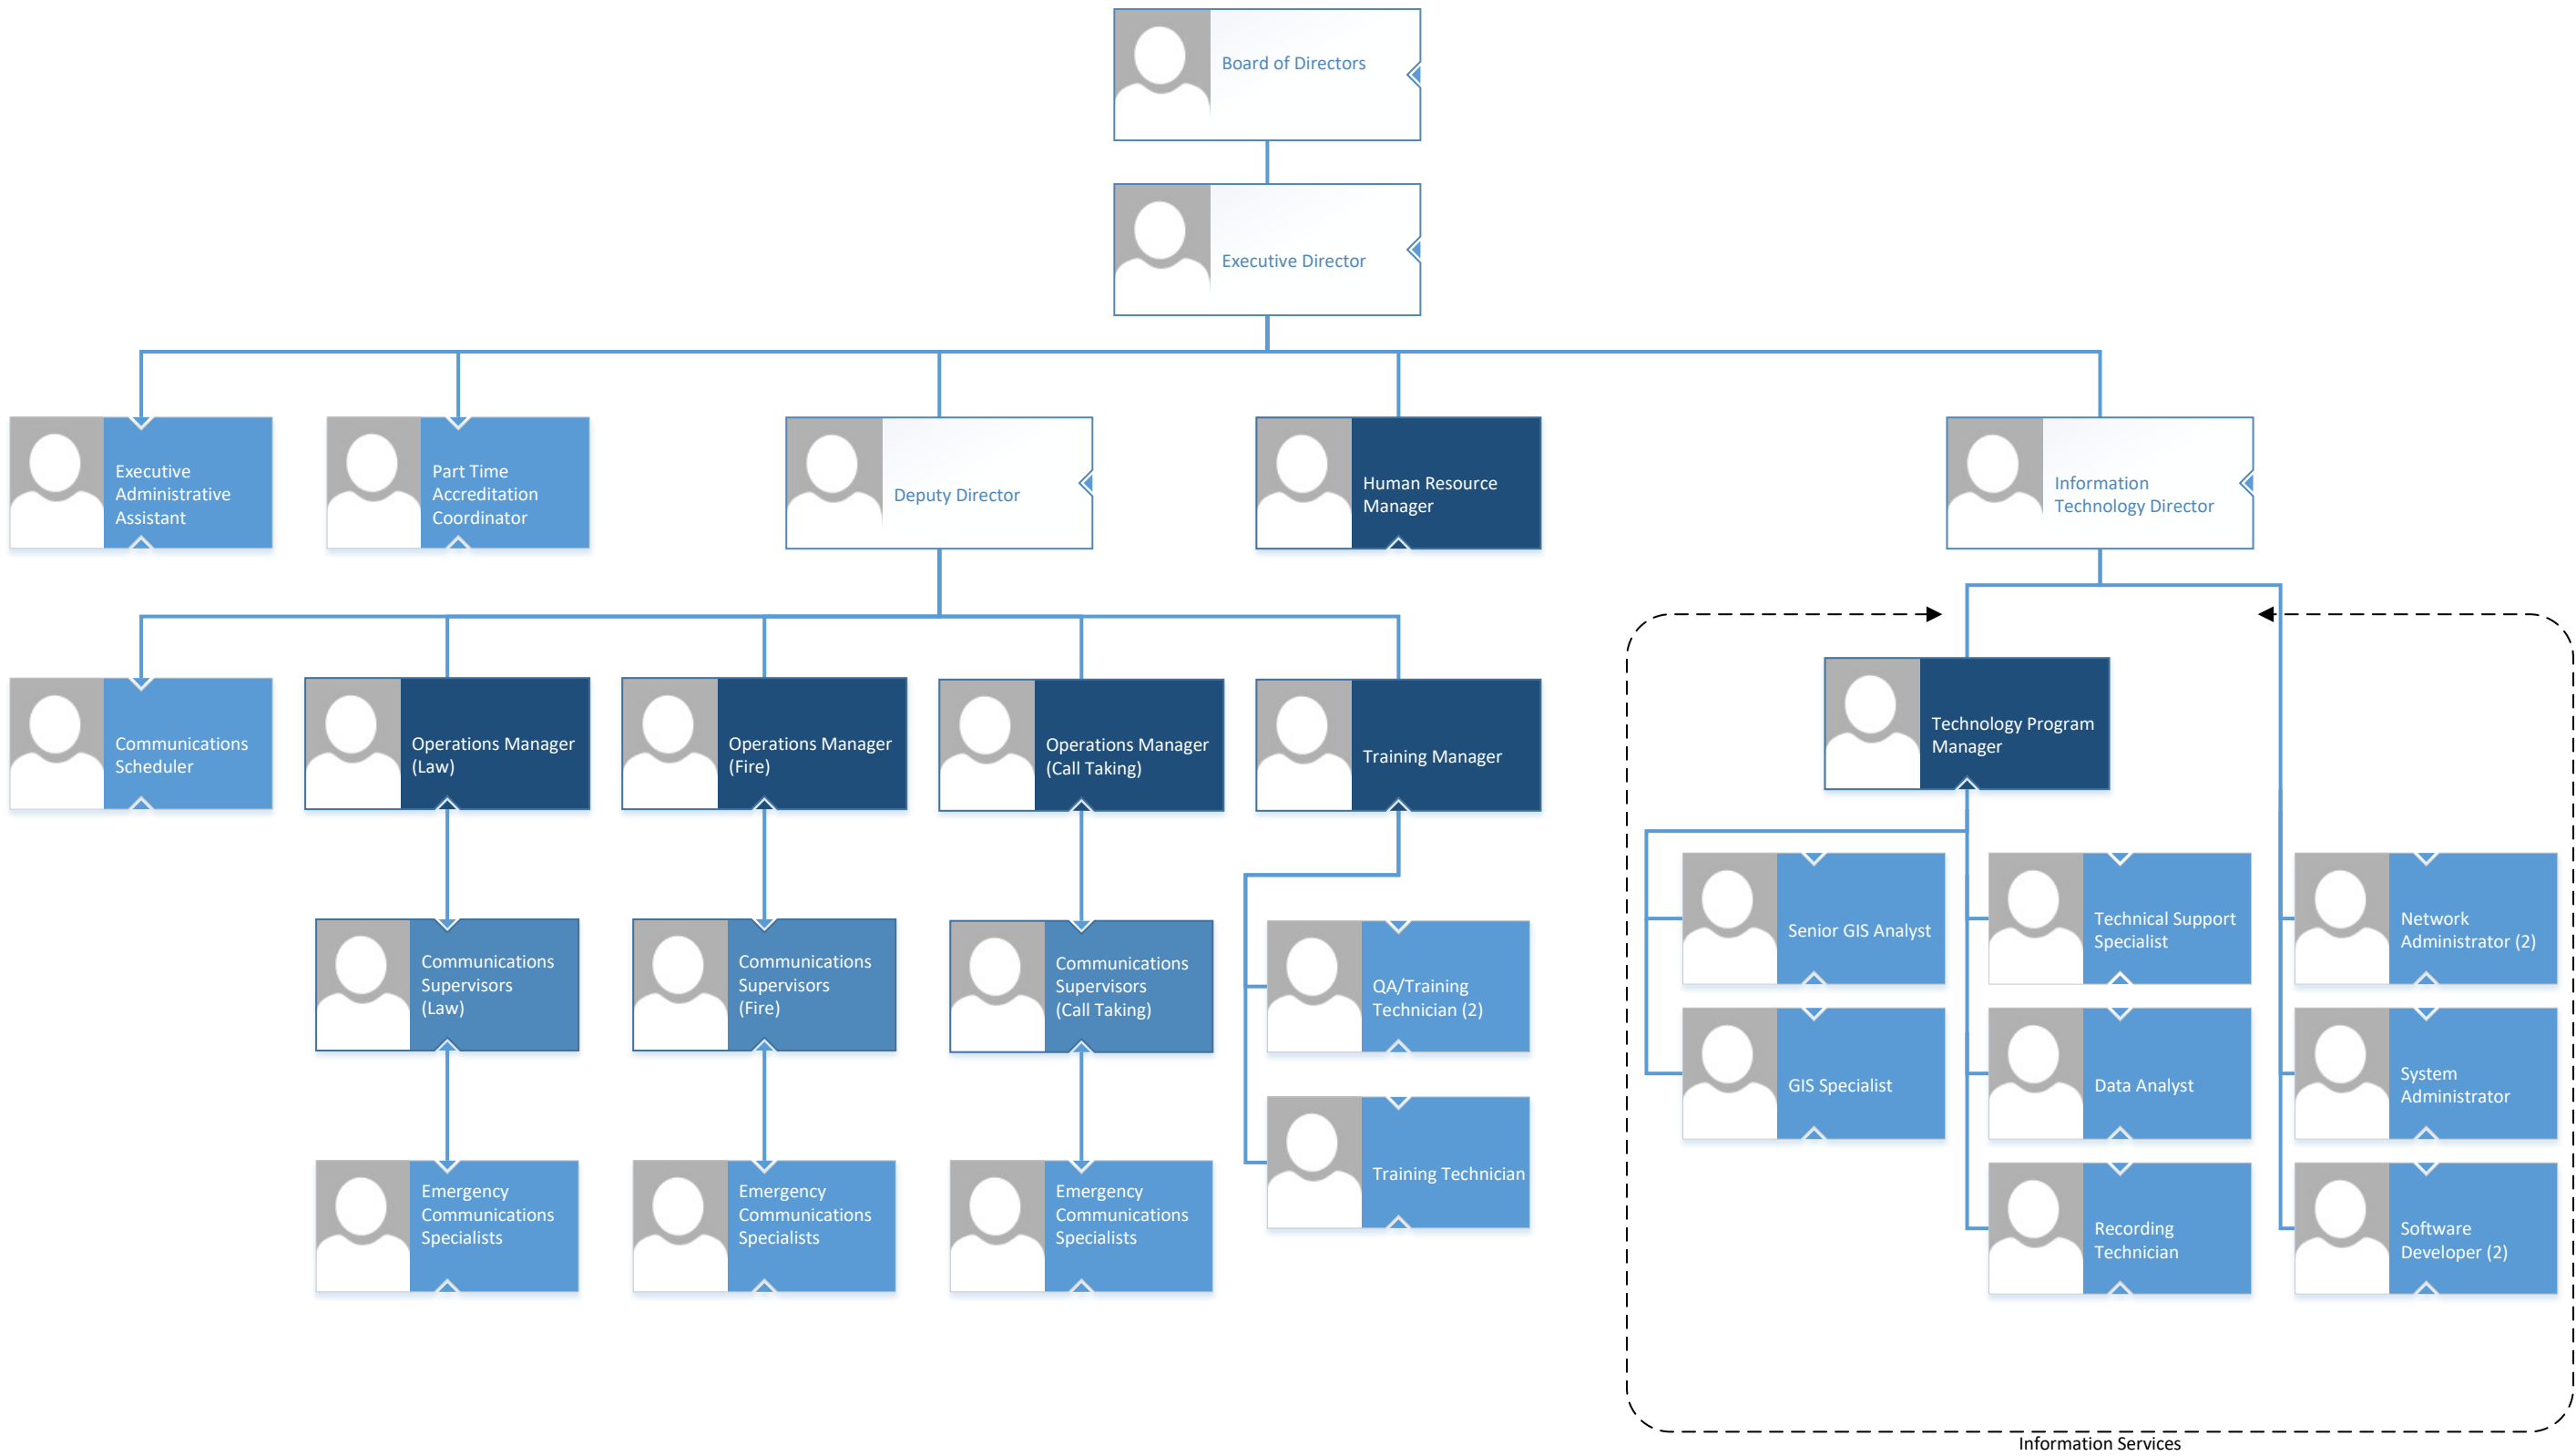 Board of Directors
Executive Director
Executive
Administrative
Assistant
Part Time
Accreditation
Coordinator
Deputy Director
Human Resource
Manager
Information
Technology Director
Communications
Scheduler
Operations Manager
(Law)
Operations Manager
(Fire)
Operations Manager
(Call Taking)
Training Manager
Technology Program
Manager
Communications
Supervisors
(Law)
Communications
Supervisors
(Fire)
Communications
Supervisors
(Call Taking)
QA/Training
Technician (2)
Training Technician
Emergency
Communications
Specialists
Emergency
Communications
Specialists
Emergency
Communications
Specialists
Senior GIS Analyst
Technical Support
Specialist
Network
Administrator (2)
GIS Specialist
Data Analyst
System
Administrator
Recording
Technician
Software
Developer (2)
Information Services